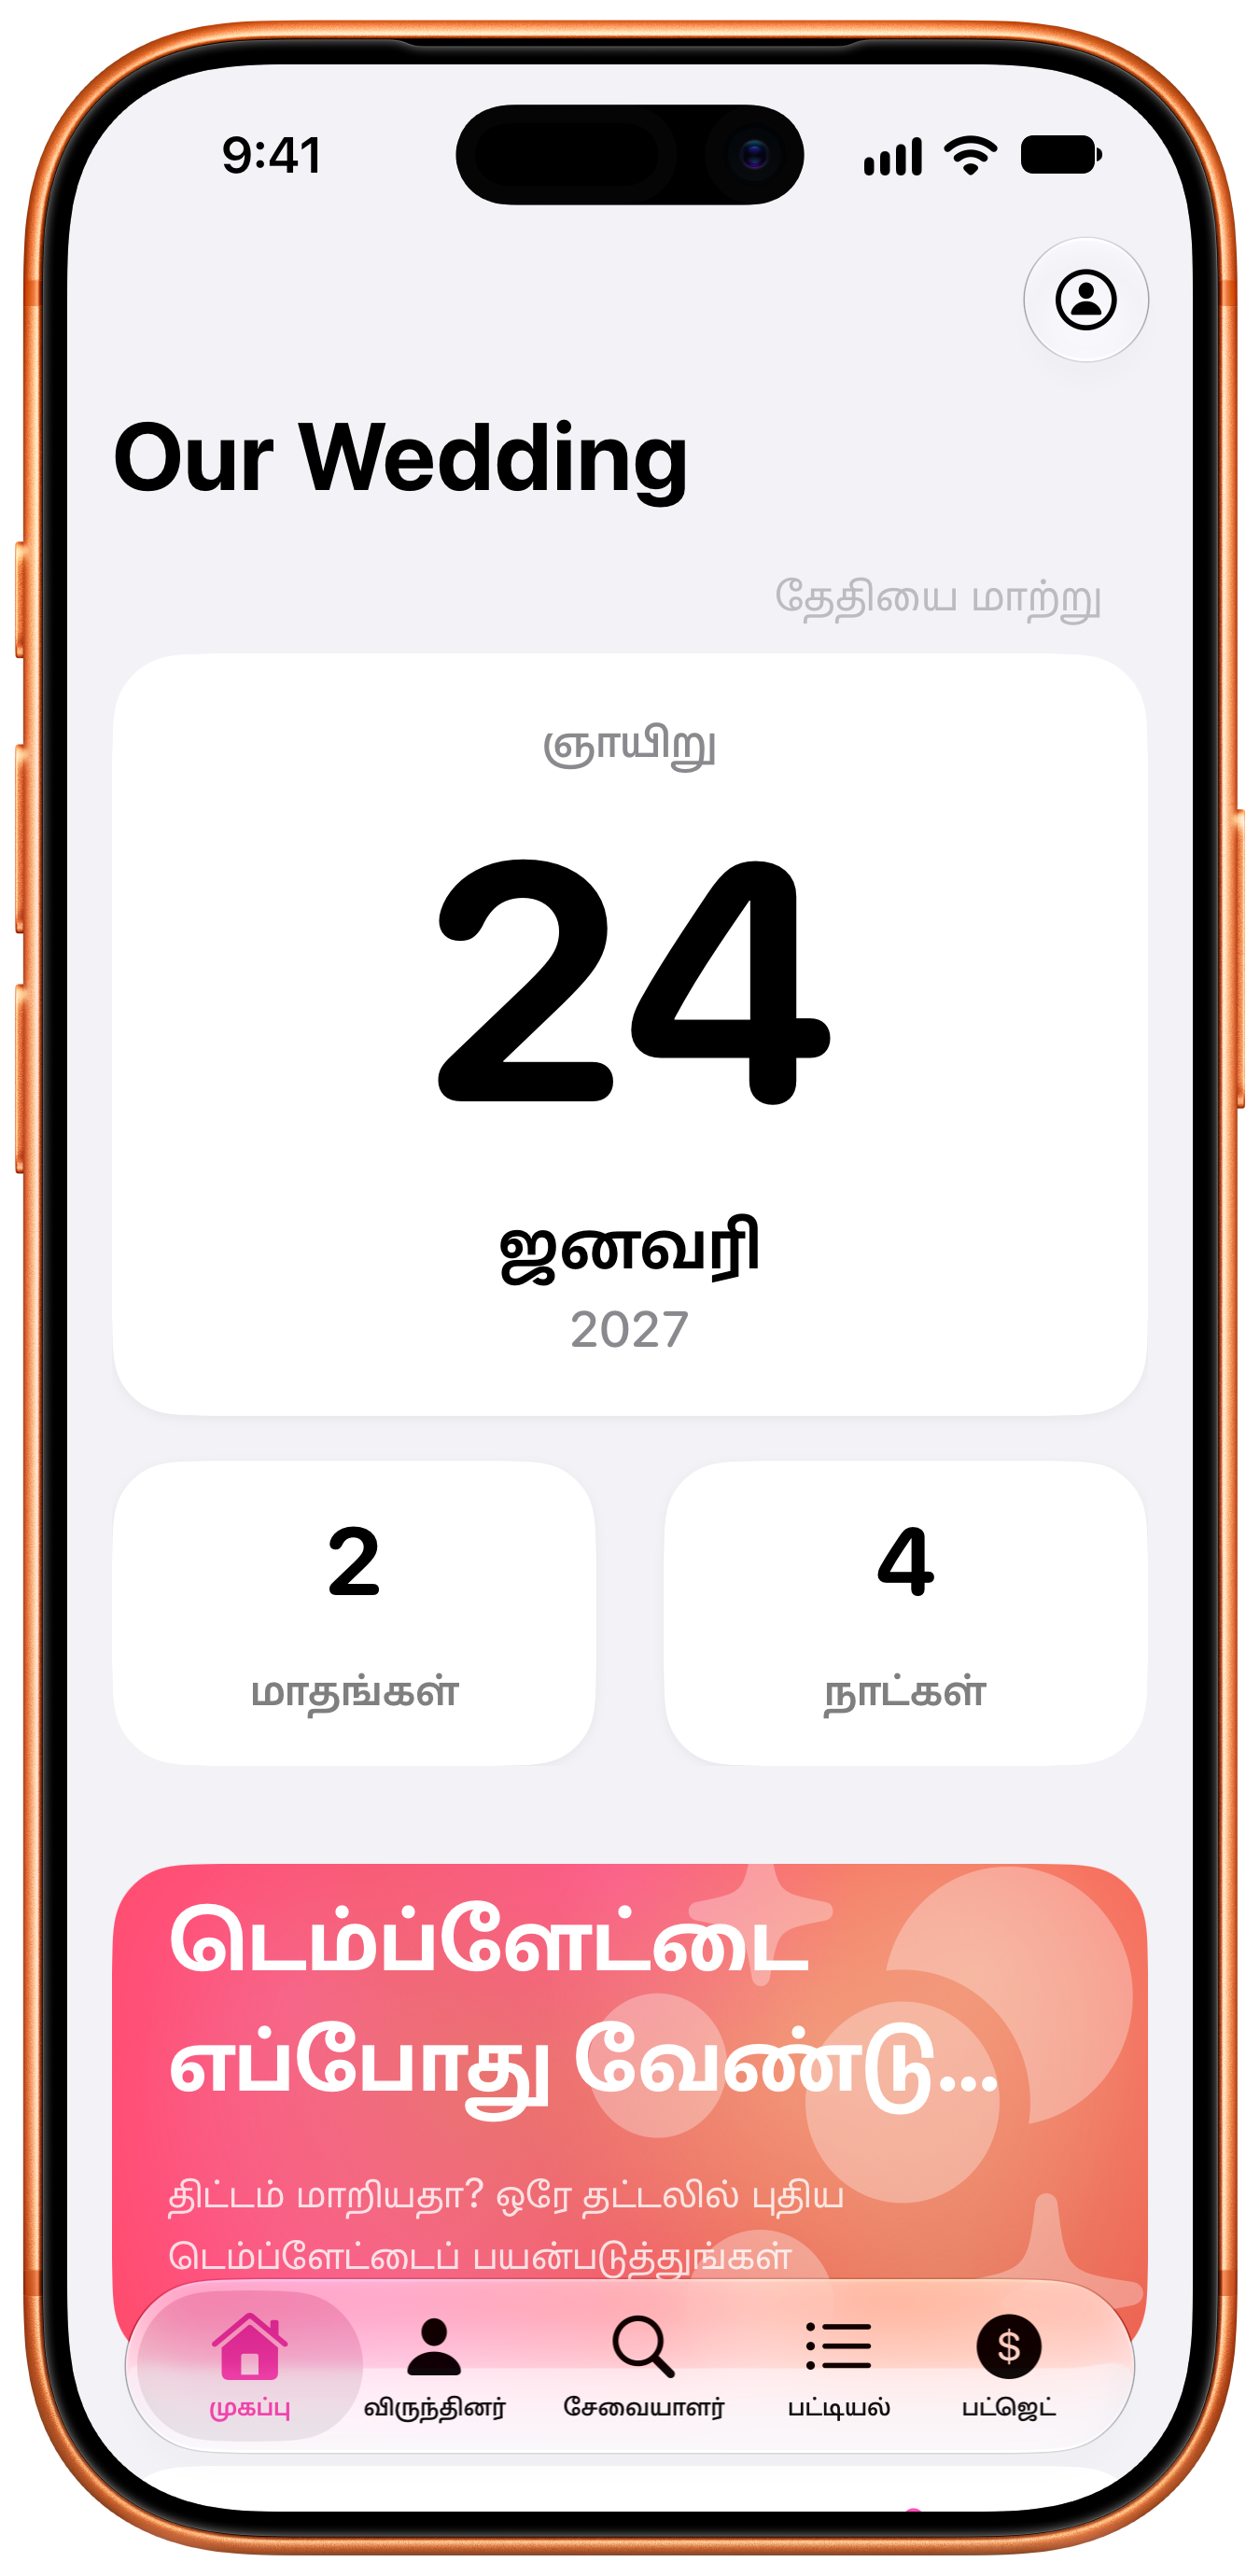 9:41
Our Wedding
தேதியை மாற்று
ஞாயிறு
24
ஜனவரி
2027
2
மாதங்கள்
4
நாட்கள்
டெம்ப்ளேட்டை
எப்போது வேண்டு...
திட்டம் மாறியதா? ஒரே தட்டலில் புதிய
டெம்ப்ளேட்டைப் பயன்படுத்துங்கள்
முகப்பு விருந்தினர் சேவையாளர் பட்டியல் பட்ஜெட்